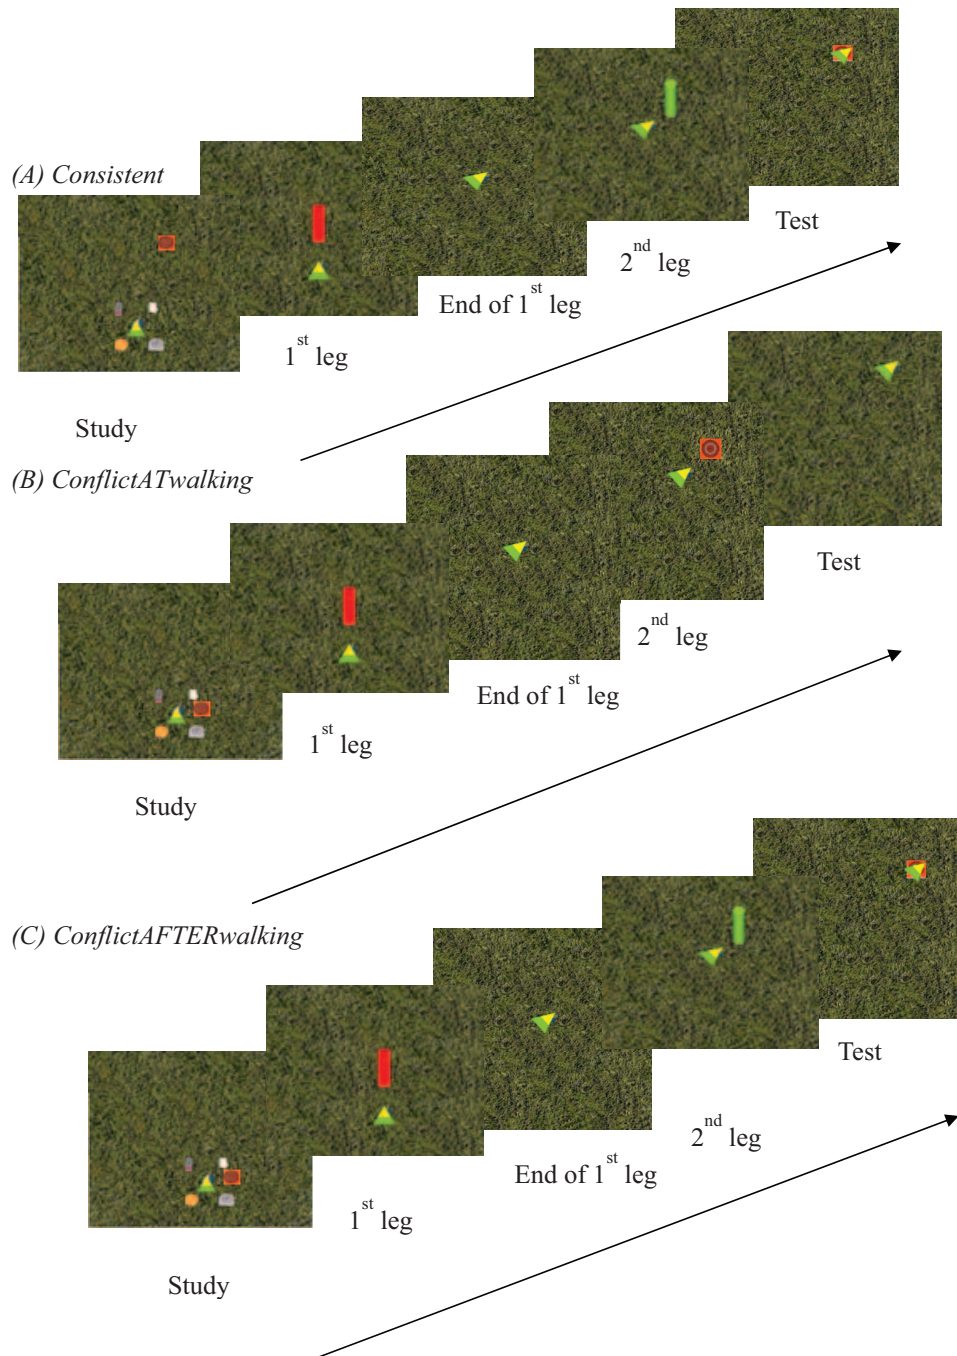 (A) Consistent
Study
1st leg
End of 1st leg
2nd leg
Test
(B) ConflictATwalking
Study
1st leg
End of 1st leg
2nd leg
Test
(C) ConflictAFTERwalking
Study
1st leg
End of 1st leg
2nd leg
Test